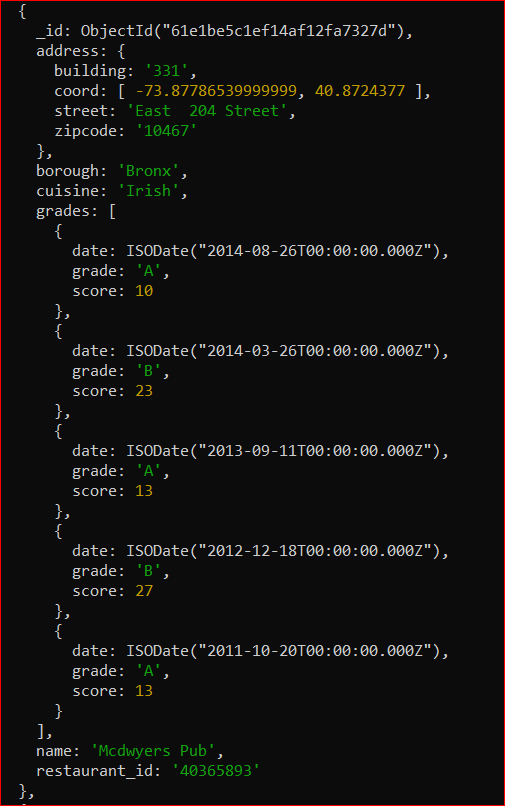 {
  _id: ObjectId("61e1be5c1ef14af12fa7327d"),
  address: {
    building: '331',
    coord: [ -73.87786539999999, 40.8724377 ],
    street: 'East  204 Street',
    zipcode: '10467'
  },
  borough: 'Bronx',
  cuisine: 'Irish',
  grades: [
    {
      date: ISODate("2014-08-26T00:00:00.000Z"),
      grade: 'A',
      score: 10
    },
    {
      date: ISODate("2014-03-26T00:00:00.000Z"),
      grade: 'B',
      score: 23
    },
    {
      date: ISODate("2013-09-11T00:00:00.000Z"),
      grade: 'A',
      score: 13
    },
    {
      date: ISODate("2012-12-18T00:00:00.000Z"),
      grade: 'B',
      score: 27
    },
    {
      date: ISODate("2011-10-20T00:00:00.000Z"),
      grade: 'A',
      score: 13
    }
  ],
  name: 'Mcdwyers Pub',
  restaurant_id: '40365893'
},